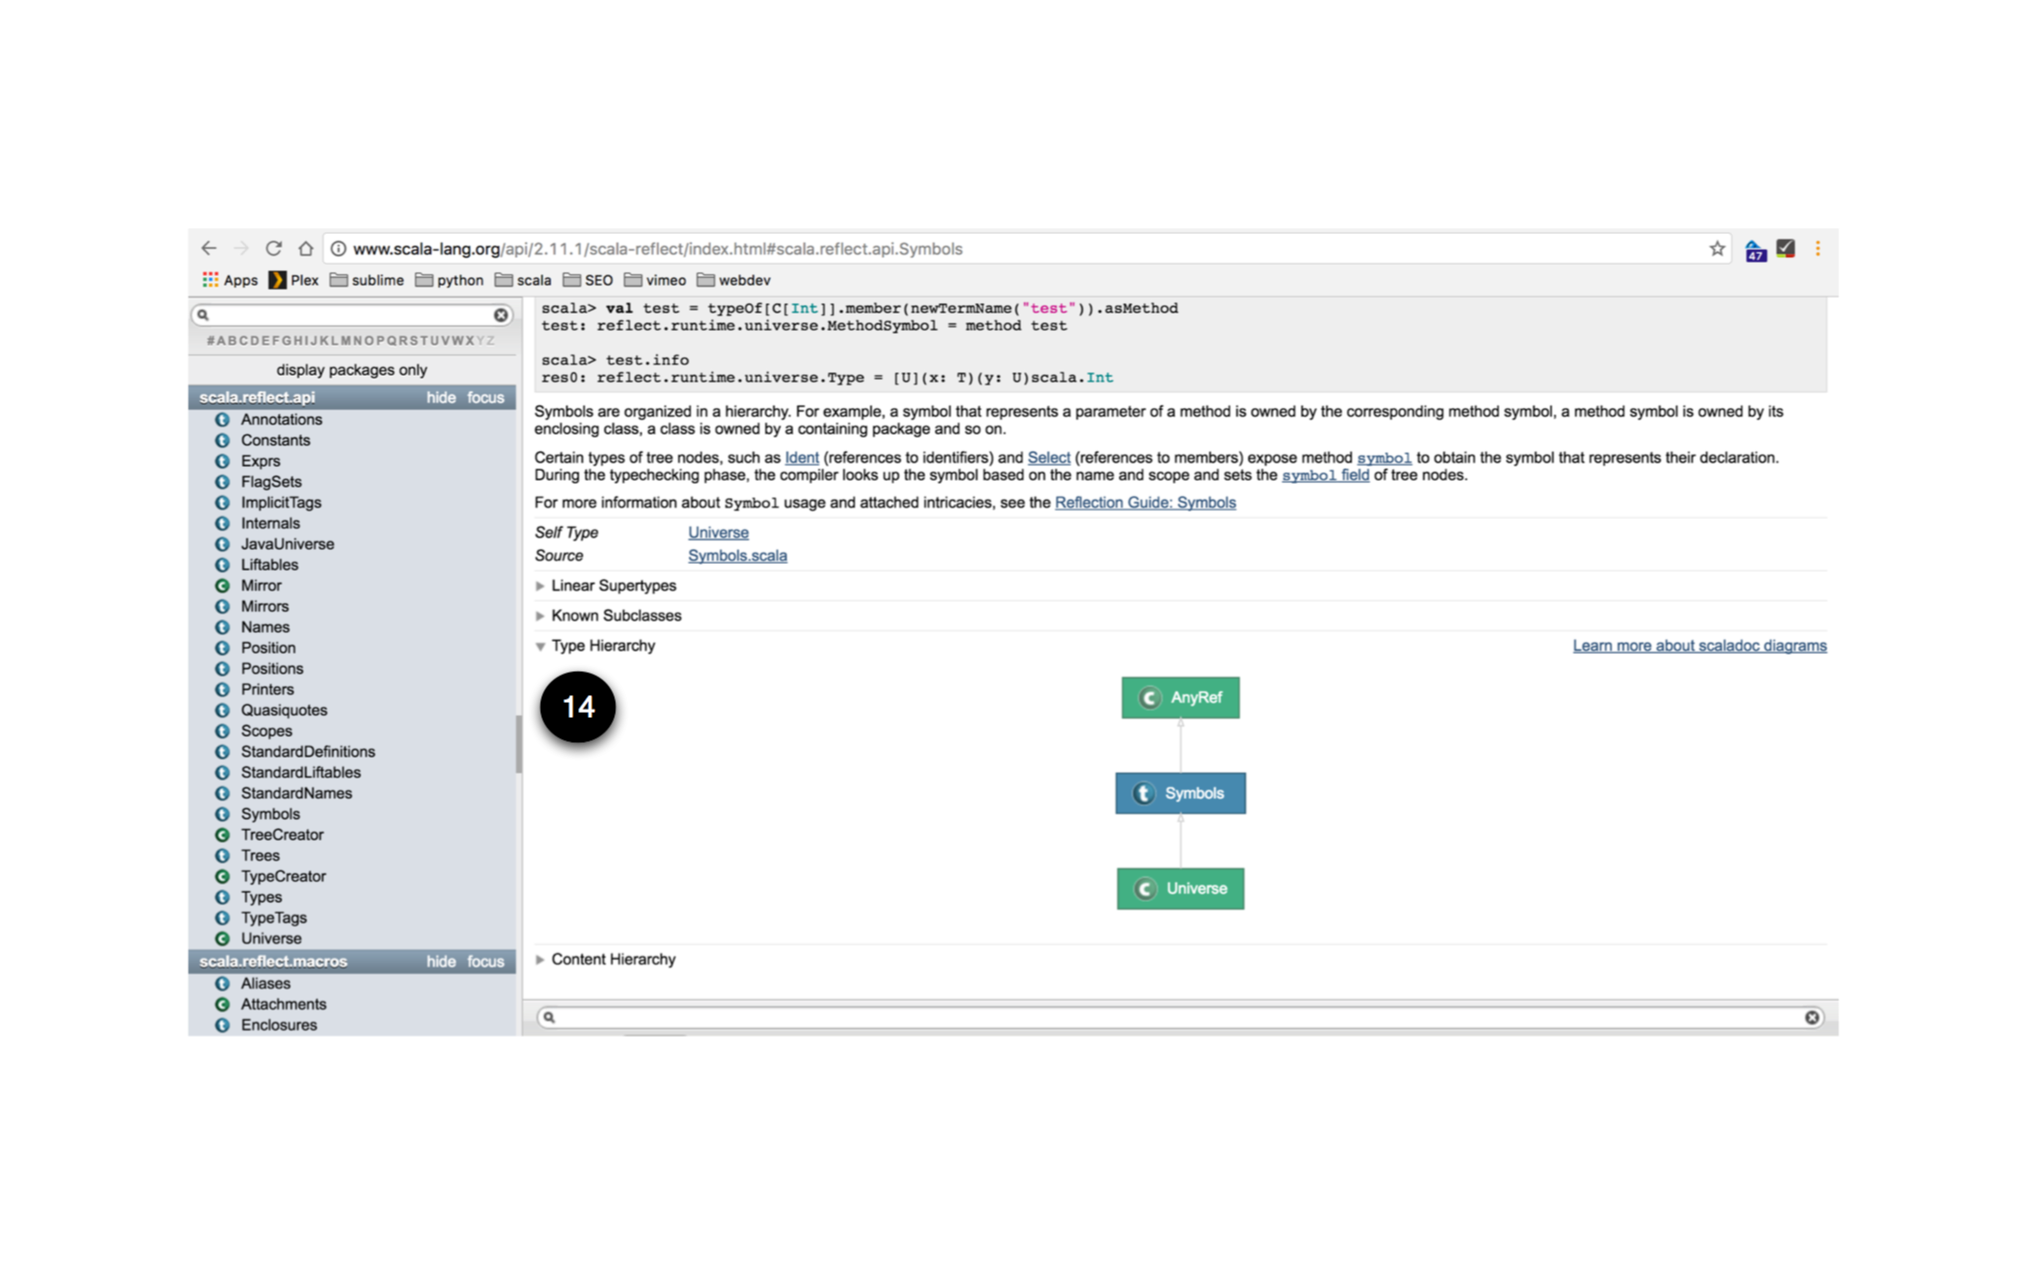 www.scala-lang.org/api/2.11.1/scala-reflect/index.html#scala.reflect.api.Symbols
47
Apps Plex sublime python scala SEO vimeo webdev
#ABCDEFGHIJKLMNOPQRSTUVWXYZ
display packages only
scala.reflect.api hide focus
Annotations
Constants
Exprs
FlagSets
ImplicitTags
Internals
JavaUniverse
Liftables
Mirror
Mirrors
Names
Position
Positions
Printers
Quasiquotes
Scopes
StandardDefinitions
StandardLiftables
StandardNames
Symbols
TreeCreator
Trees
TypeCreator
Types
TypeTags
Universe
scala.reflect.macros hide focus
Aliases
Attachments
Enclosures
scala> val test = typeOf[C[Int]].member(newTermName("test")).asMethod
test: reflect.runtime.universe.MethodSymbol = method test
scala> test.info
res0: reflect.runtime.universe.Type = [U](x: T)(y: U)scala.Int
Symbols are organized in a hierarchy. For example, a symbol that represents a parameter of a method is owned by the corresponding method symbol, a method symbol is owned by its
enclosing class, a class is owned by a containing package and so on.
Certain types of tree nodes, such as Ident (references to identifiers) and Select (references to members) expose method symbol to obtain the symbol that represents their declaration.
During the typechecking phase, the compiler looks up the symbol based on the name and scope and sets the symbol field of tree nodes.
For more information about Symbol usage and attached intricacies, see the Reflection Guide: Symbols
Self Type Universe
Source Symbols.scala
Linear Supertypes
Known Subclasses
Type Hierarchy Learn more about scaladoc diagrams
14
AnyRef
Symbols
Universe
Content Hierarchy